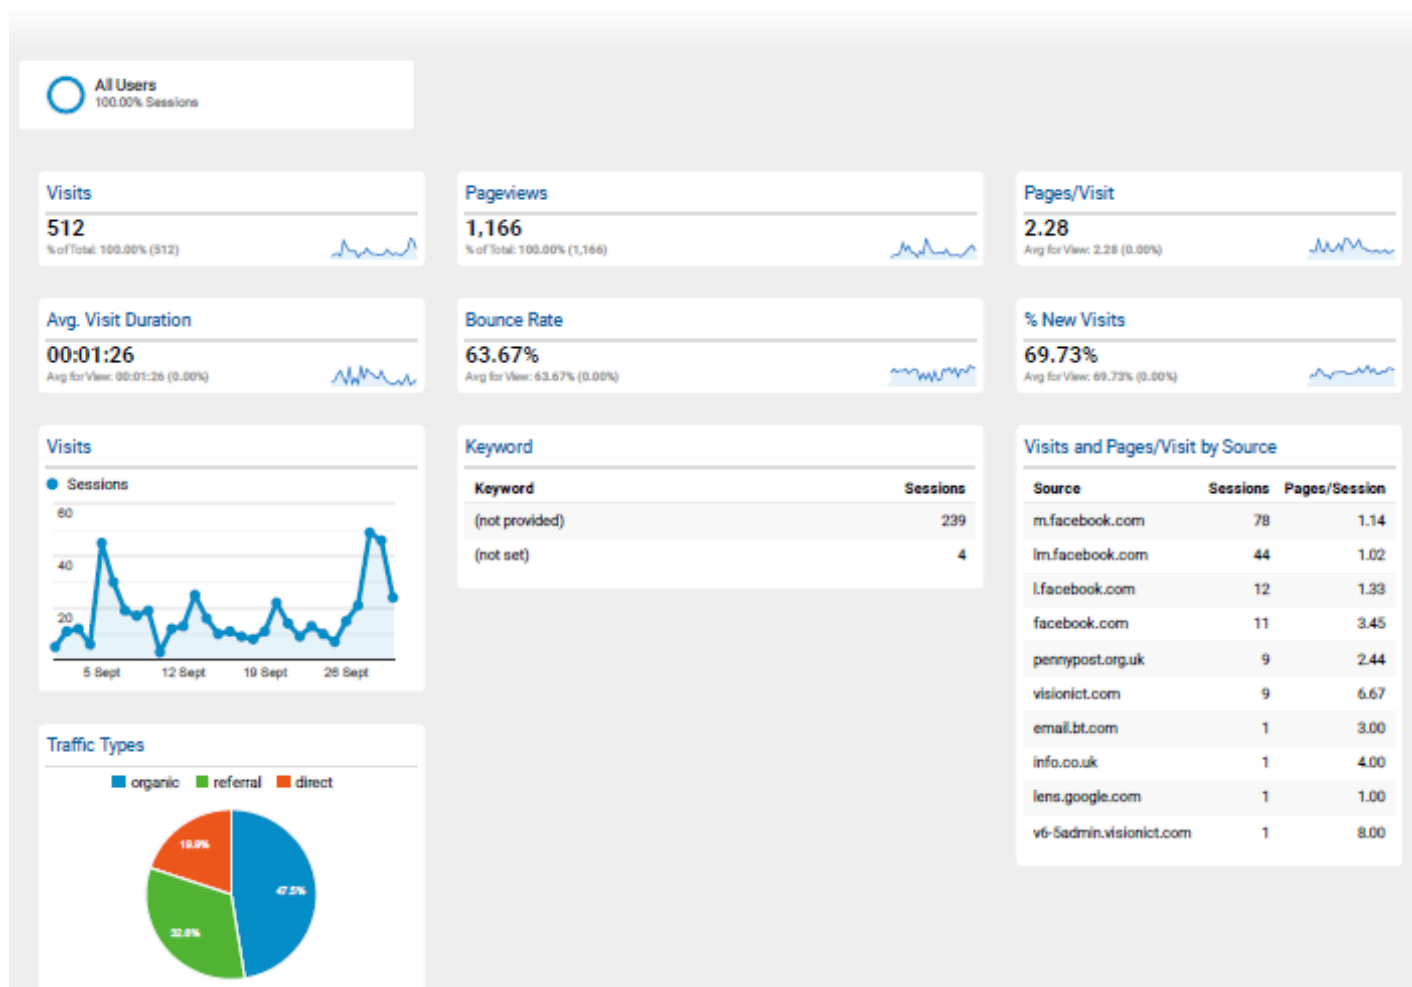 All Users
100.00% Sessions
Visits
512
% of Total: 100.00% (512)
Pageviews
1,166
% of Total: 100.00% (1,166)
Pages/Visit
2.28
Avg for View: 2.28 (0.00%)
Avg. Visit Duration
00:01:26
Avg for View: 00:01:26 (0.00%)
Bounce Rate
63.67%
Avg for View: 63.67% (0.00%)
% New Visits
69.73%
Avg for View: 69.73% (0.00%)
Visits
Sessions
60
40
20
5 Sept 12 Sept 19 Sept 26 Sept
Keyword
Keyword Sessions
(not provided) 239
(not set) 4
Visits and Pages/Visit by Source
Source Sessions Pages/Session
m.facebook.com 78 1.14
lm.facebook.com 44 1.02
l.facebook.com 12 1.33
facebook.com 11 3.45
pennypost.org.uk 9 2.44
visionict.com 9 6.67
email.bt.com 1 3.00
info.co.uk 1 4.00
lens.google.com 1 1.00
v6-5admin.visionict.com 1 8.00
Traffic Types
organic referral direct
19.9%
47.5%
32.6%